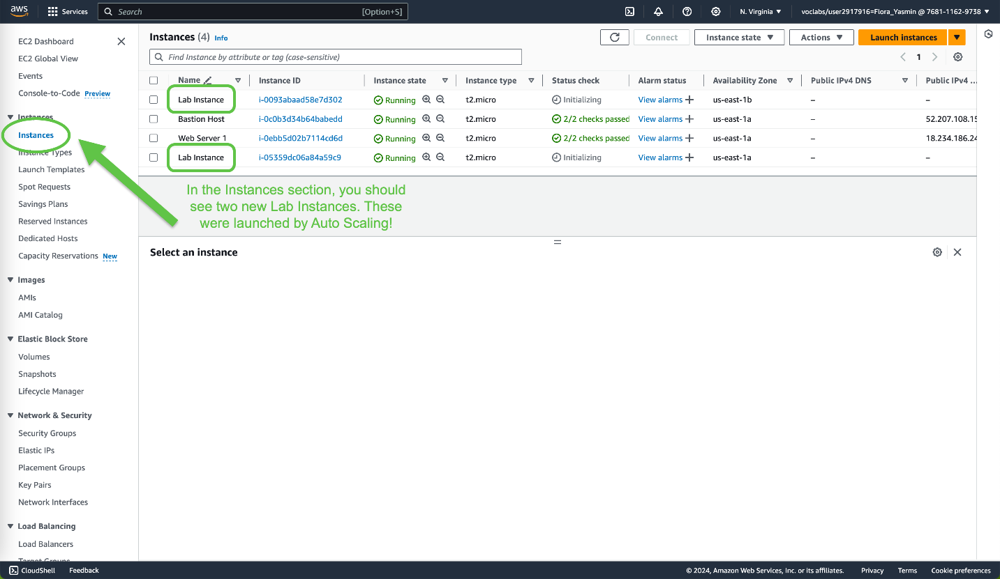 aws Services Search [Option+S] N. Virginia voclabs/user2917916=Flora_Yasmin @ 7681-1162-9738
EC2 Dashboard
EC2 Global View
Events
Console-to-Code Preview
Instances
Instances
Instance Types
Launch Templates
Spot Requests
Savings Plans
Reserved Instances
Dedicated Hosts
Capacity Reservations New
Images
AMIs
AMI Catalog
Elastic Block Store
Volumes
Snapshots
Lifecycle Manager
Network & Security
Security Groups
Elastic IPs
Placement Groups
Key Pairs
Network Interfaces
Load Balancing
Load Balancers
Target Groups
Instances (4) Info Connect Instance state Actions Launch instances
Find Instance by attribute or tag (case-sensitive) 1
Name Instance ID Instance state Instance type Status check Alarm status Availability Zone Public IPv4 DNS Public IPv4 ...
Lab Instance i-0093abaad58e7d302 Running t2.micro Initializing View alarms + us-east-1b – –
Bastion Host i-0c0b3d34b64babedd Running t2.micro 2/2 checks passed View alarms + us-east-1a – 52.207.108.15
Web Server 1 i-0ebb5d02b7114cd6d Running t2.micro 2/2 checks passed View alarms + us-east-1a – 18.234.186.24
Lab Instance i-05359dc06a84a59c9 Running t2.micro Initializing View alarms + us-east-1a – –
In the Instances section, you should
see two new Lab Instances. These
were launched by Auto Scaling!
Select an instance
CloudShell Feedback © 2024, Amazon Web Services, Inc. or its affiliates. Privacy Terms Cookie preferences